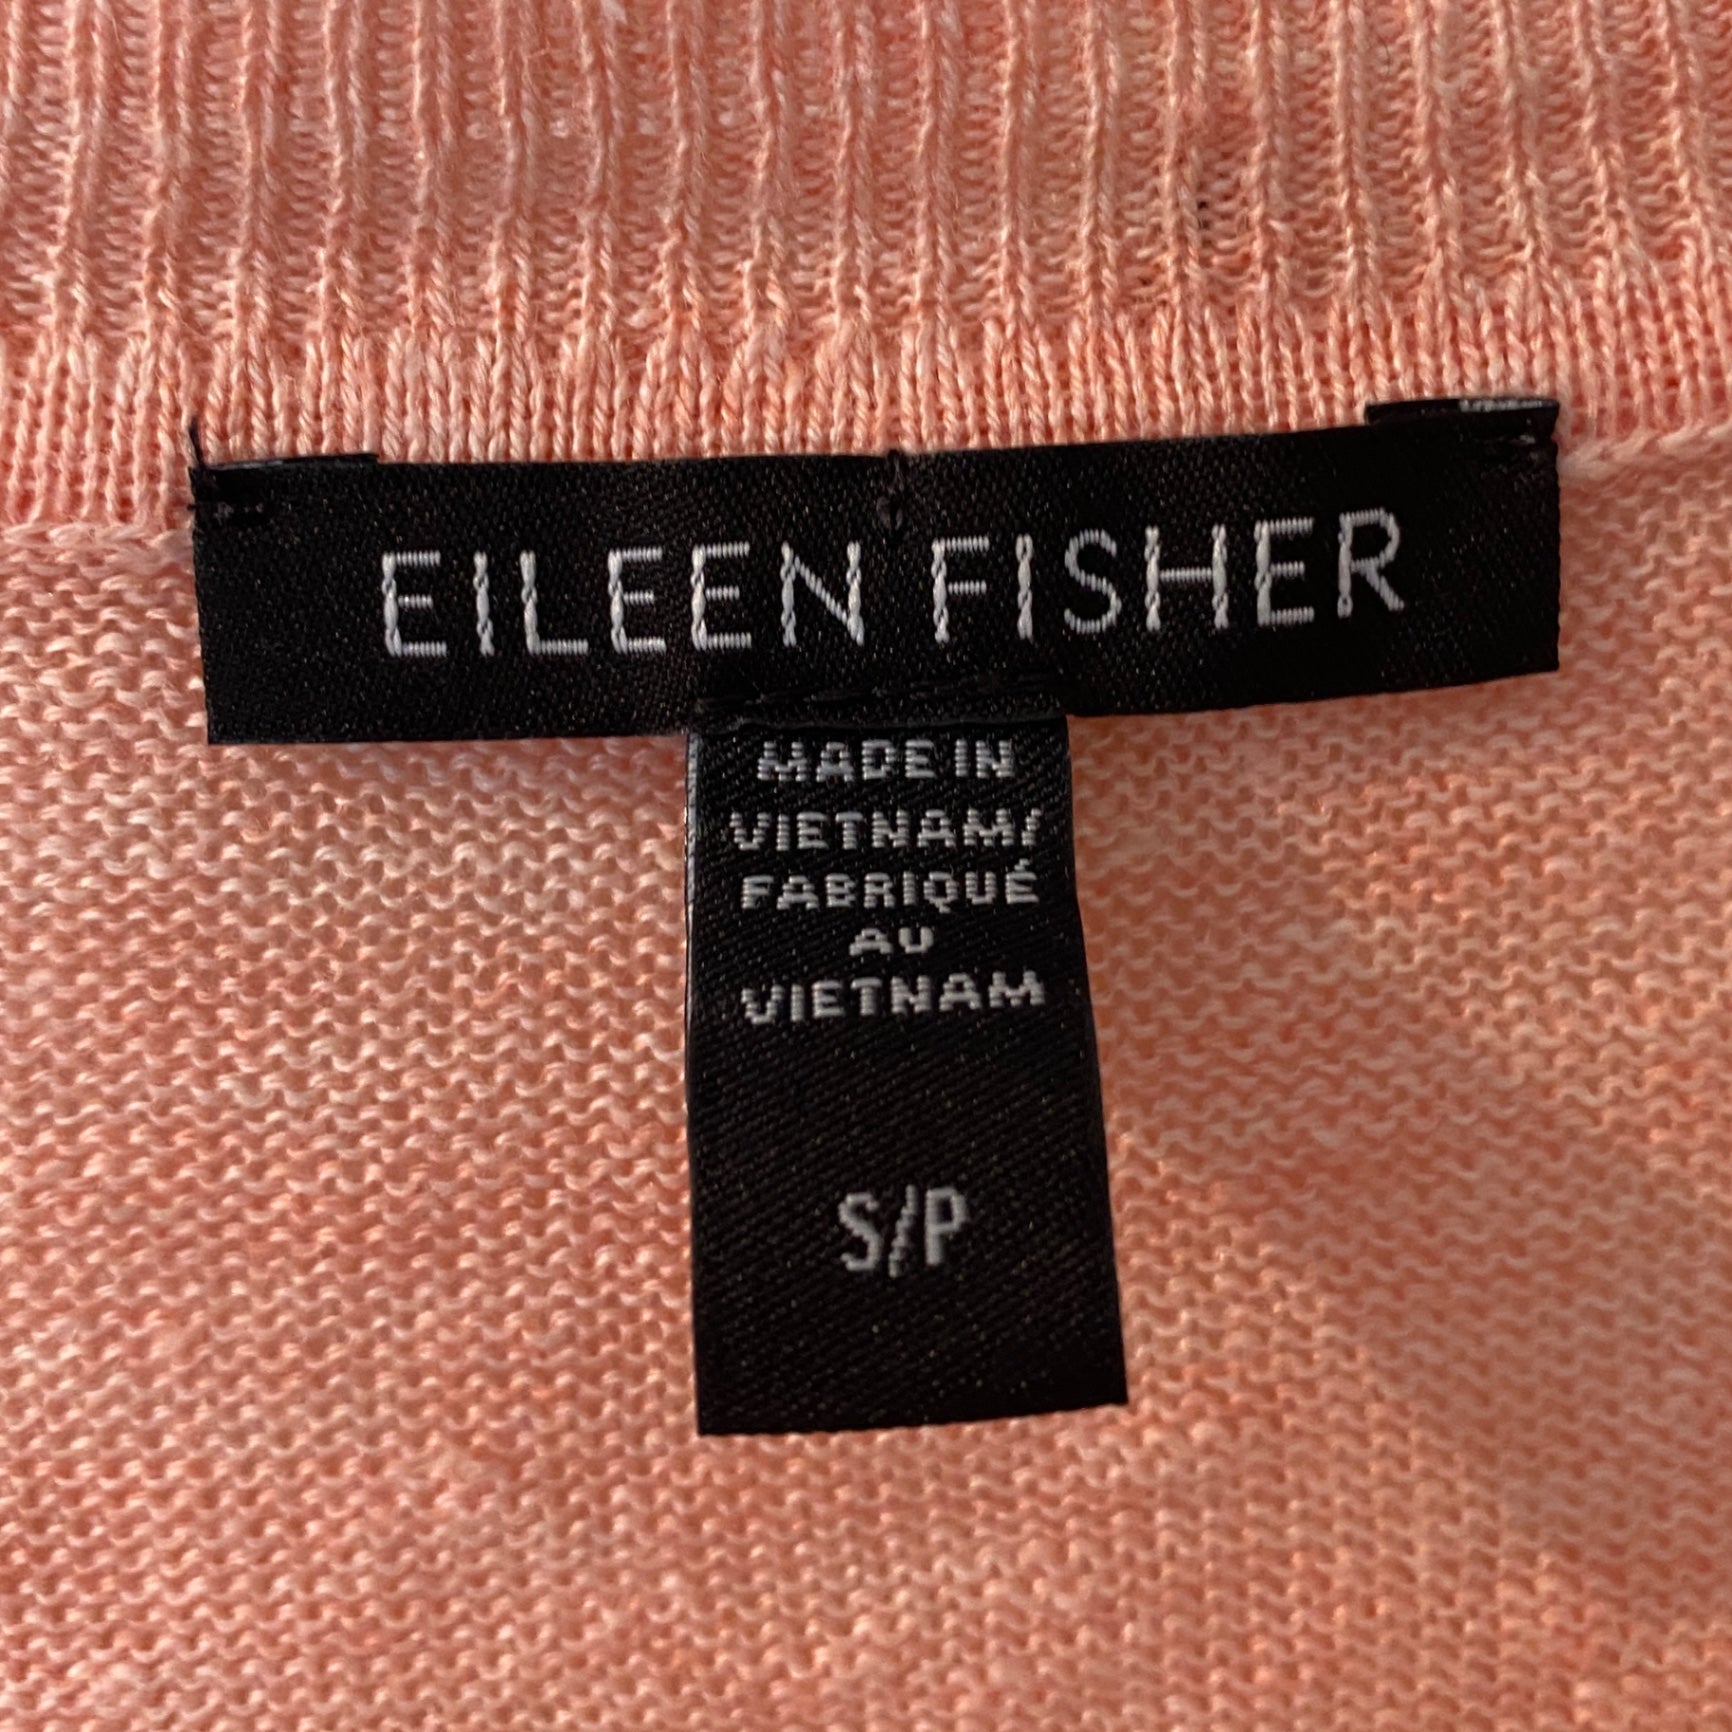 EILEEN FISHER
MADE IN
VIETNAM/
FABRIQUÉ
AU
VIETNAM
S/P